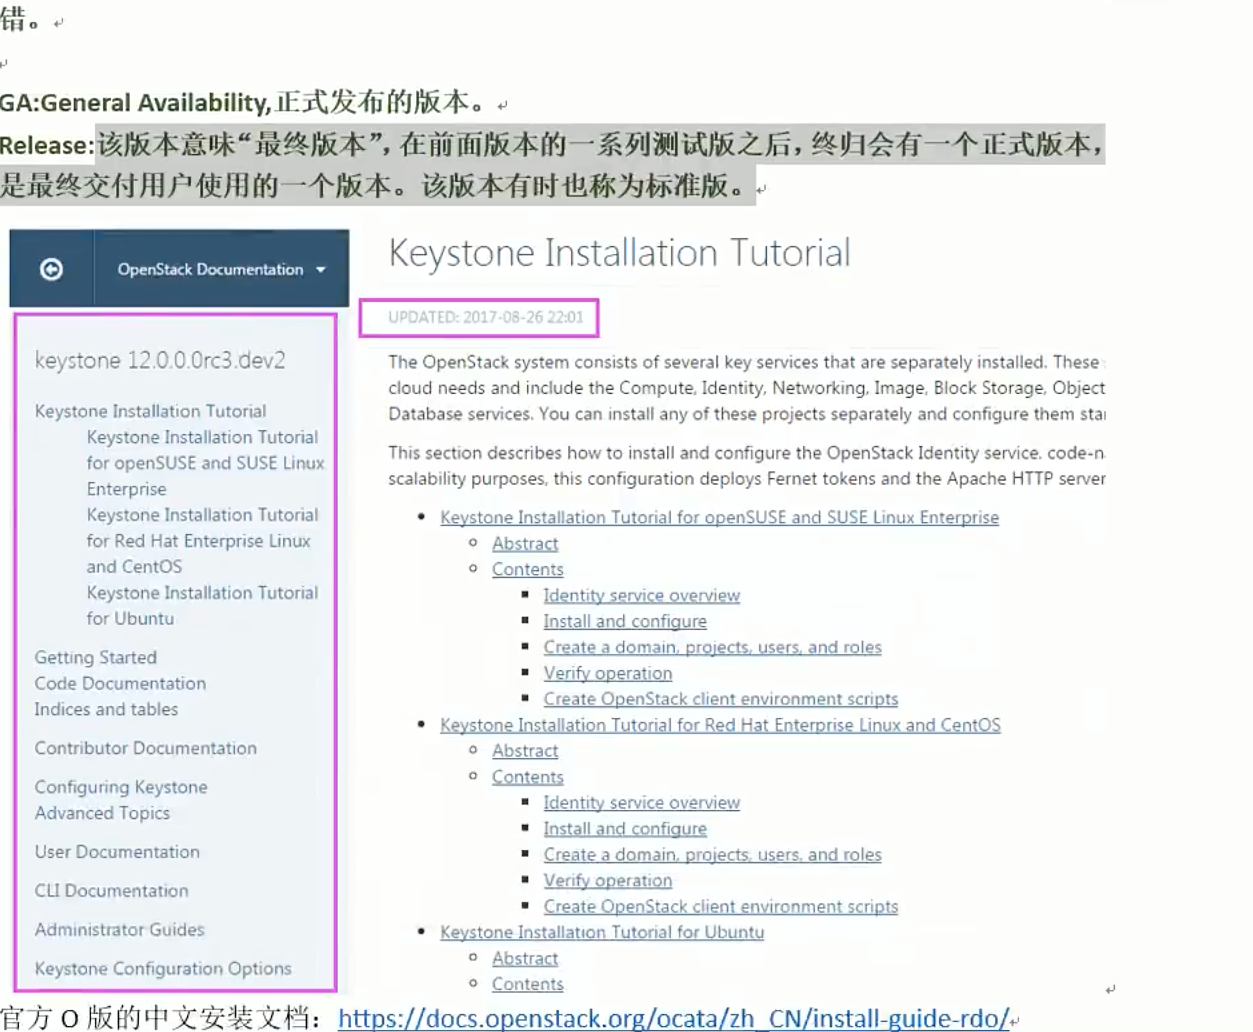 错。
GA:General Availability,正式发布的版本。
Release:该版本意味“最终版本”,在前面版本的一系列测试版之后,终归会有一个正式版本,
是最终交付用户使用的一个版本。该版本有时也称为标准版。
OpenStack Documentation
keystone 12.0.0.0rc3.dev2
Keystone Installation Tutorial
Keystone Installation Tutorial
for openSUSE and SUSE Linux
Enterprise
Keystone Installation Tutorial
for Red Hat Enterprise Linux
and CentOS
Keystone Installation Tutorial
for Ubuntu
Getting Started
Code Documentation
Indices and tables
Contributor Documentation
Configuring Keystone
Advanced Topics
User Documentation
CLI Documentation
Administrator Guides
Keystone Configuration Options
Keystone Installation Tutorial
UPDATED: 2017-08-26 22:01
The OpenStack system consists of several key services that are separately installed. These
cloud needs and include the Compute, Identity, Networking, Image, Block Storage, Object
Database services. You can install any of these projects separately and configure them
This section describes how to install and configure the OpenStack Identity service. code-n
scalability purposes, this configuration deploys Fernet tokens and the Apache HTTP server
Keystone Installation Tutorial for openSUSE and SUSE Linux Enterprise
Abstract
Contents
Identity service overview
Install and configure
Create a domain, projects, users, and roles
Verify operation
Create OpenStack client environment scripts
Keystone Installation Tutorial for Red Hat Enterprise Linux and CentOS
Abstract
Contents
Identity service overview
Install and configure
Create a domain, projects, users, and roles
Verify operation
Create OpenStack client environment scripts
Keystone Installation Tutorial for Ubuntu
Abstract
Contents
官方 O 版的中文安装文档:https://docs.openstack.org/ocata/zh_CN/install-guide-rdo/